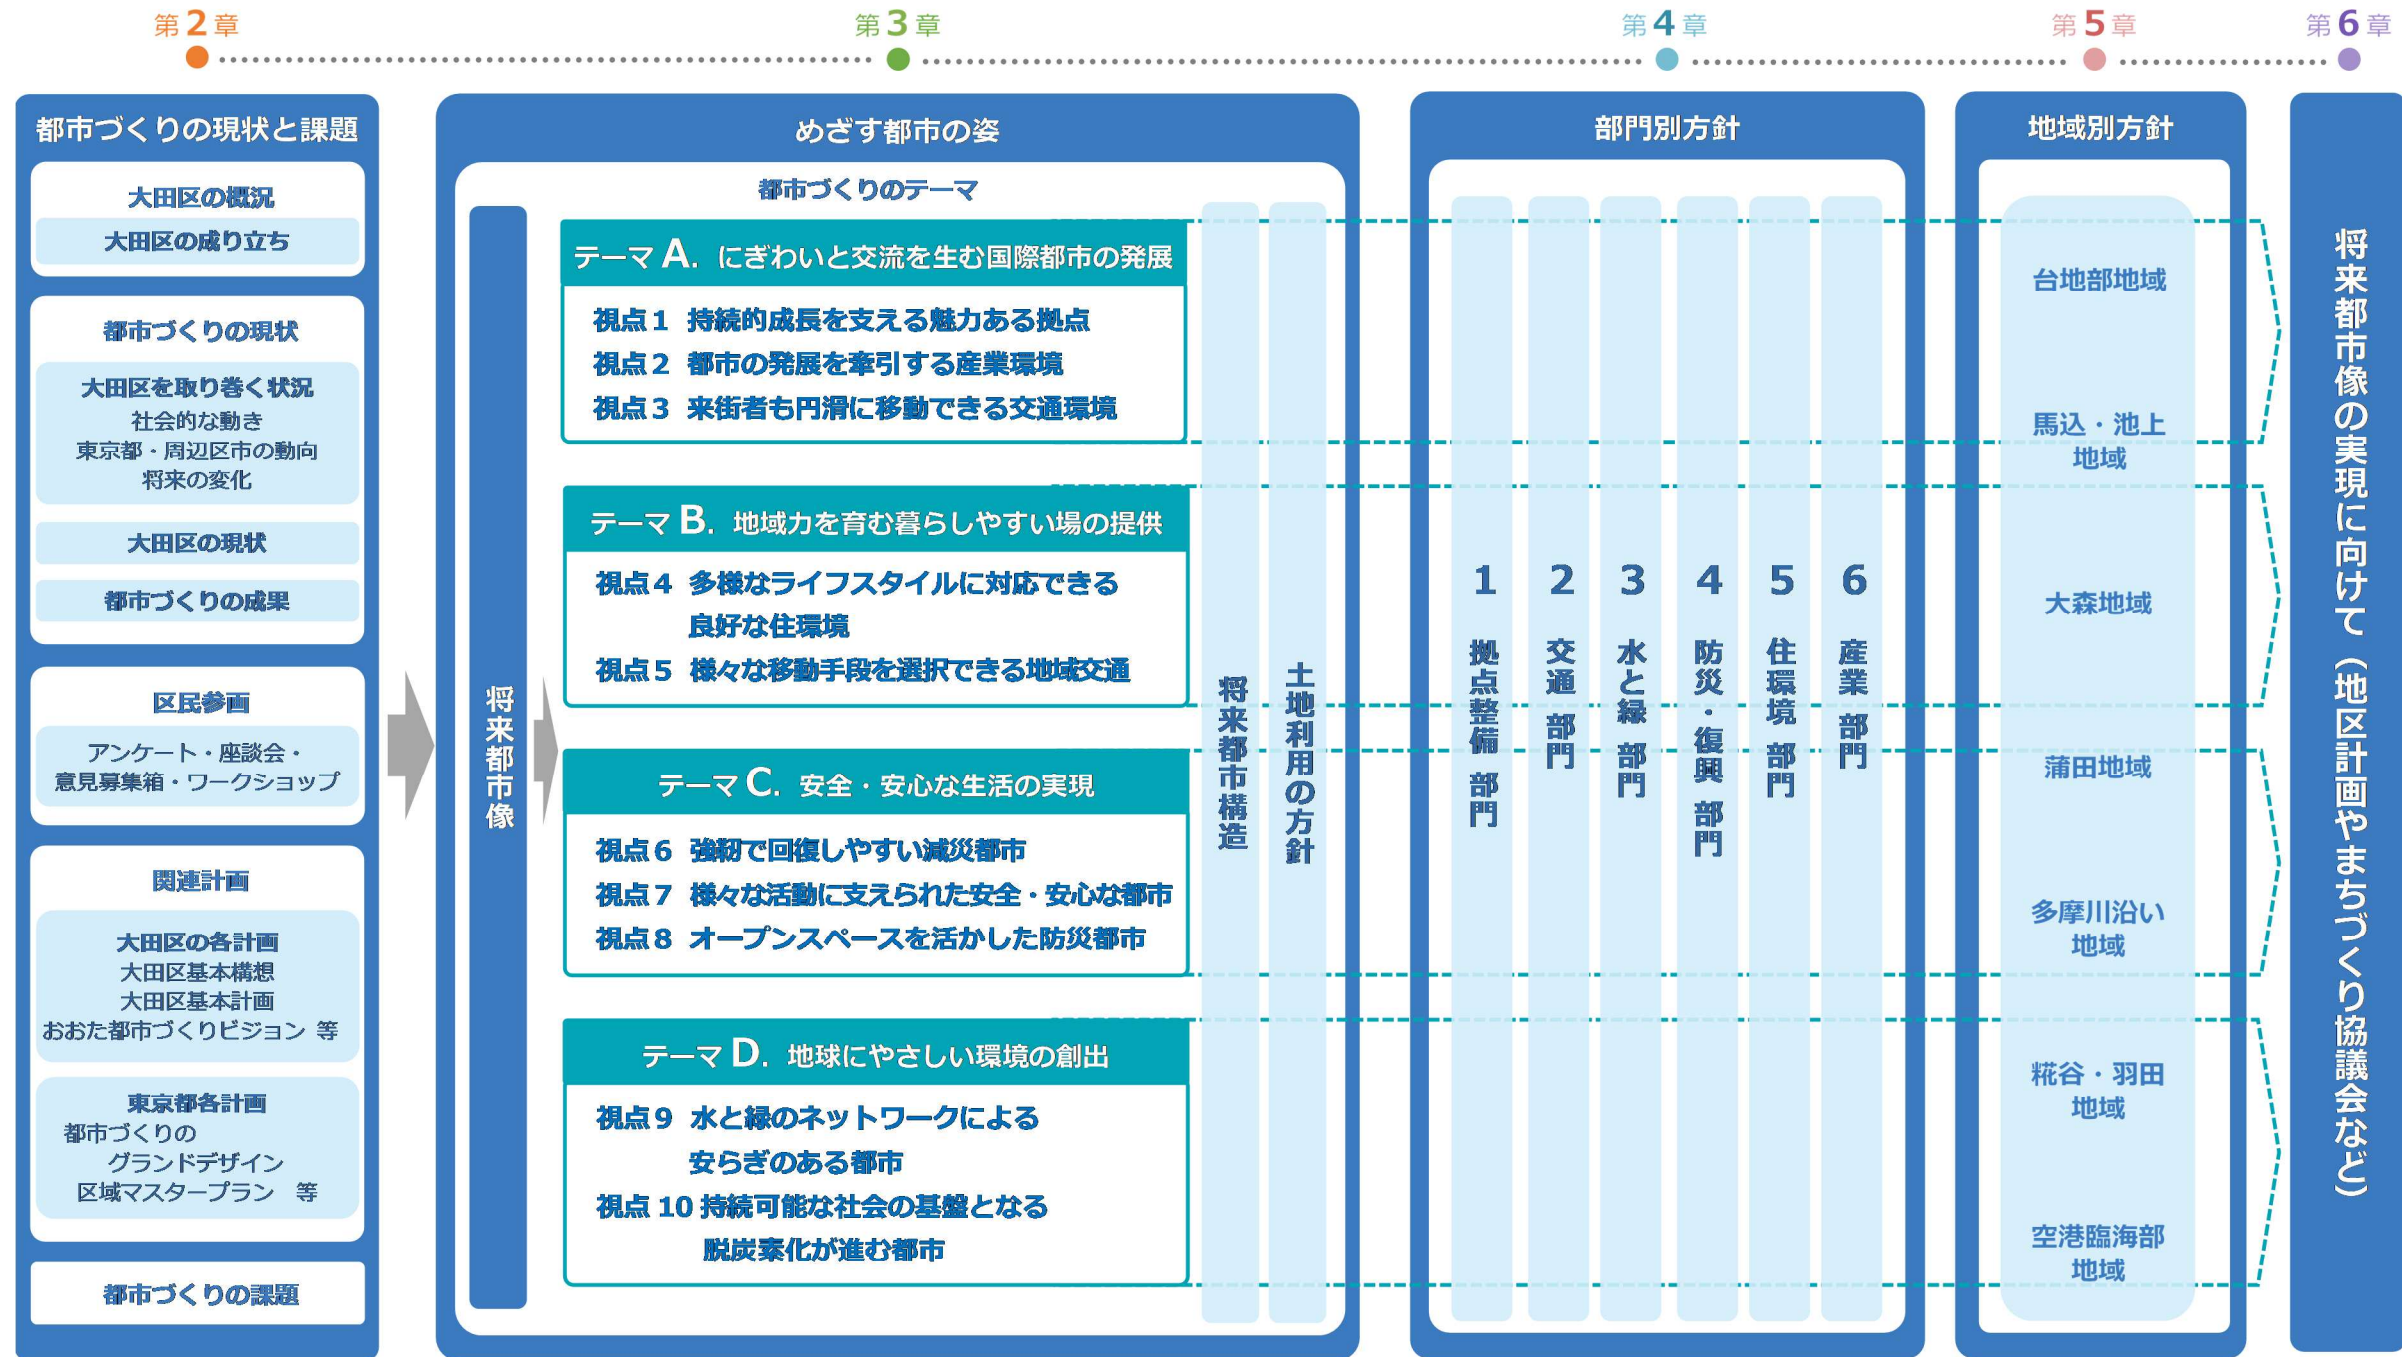 第2章
第3章
第4章
第5章
第6章
都市づくりの現状と課題
大田区の概況
大田区の成り立ち
都市づくりの現状
大田区を取り巻く状況
社会的な動き
東京都・周辺区市の動向
将来の変化
大田区の現状
都市づくりの成果
区民参画
アンケート・座談会・
意見募集箱・ワークショップ
関連計画
大田区の各計画
大田区基本構想
大田区基本計画
おおた都市づくりビジョン 等
東京都各計画
都市づくりの
グランドデザイン
区域マスタープラン 等
都市づくりの課題
めざす都市の姿
将来都市像
都市づくりのテーマ
テーマ A. にぎわいと交流を生む国際都市の発展
視点1 持続的成長を支える魅力ある拠点
視点2 都市の発展を牽引する産業環境
視点3 来街者も円滑に移動できる交通環境
テーマ B. 地域力を育む暮らしやすい場の提供
視点4 多様なライフスタイルに対応できる
良好な住環境
視点5 様々な移動手段を選択できる地域交通
テーマ C. 安全・安心な生活の実現
視点6 強靭で回復しやすい減災都市
視点7 様々な活動に支えられた安全・安心な都市
視点8 オープンスペースを活かした防災都市
テーマ D. 地球にやさしい環境の創出
視点9 水と緑のネットワークによる
安らぎのある都市
視点10 持続可能な社会の基盤となる
脱炭素化が進む都市
将来都市構造
土地利用の方針
部門別方針
1 拠点整備 部門
2 交通 部門
3 水と緑 部門
4 防災・復興 部門
5 住環境 部門
6 産業 部門
地域別方針
台地部地域
馬込・池上
地域
大森地域
蒲田地域
多摩川沿い
地域
糀谷・羽田
地域
空港臨海部
地域
将来都市像の実現に向けて（地区計画やまちづくり協議会など）